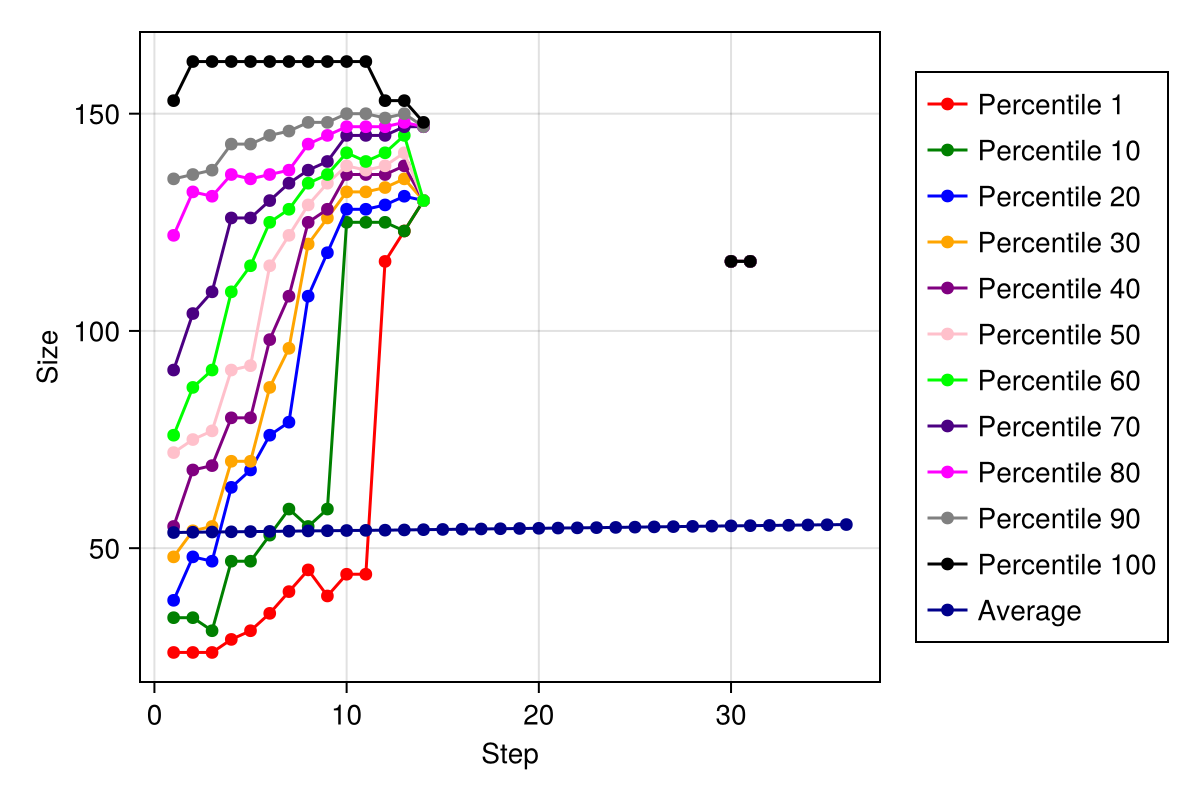 150
100
50
Size
0
10
20
30
Step
Percentile 1
Percentile 10
Percentile 20
Percentile 30
Percentile 40
Percentile 50
Percentile 60
Percentile 70
Percentile 80
Percentile 90
Percentile 100
Average